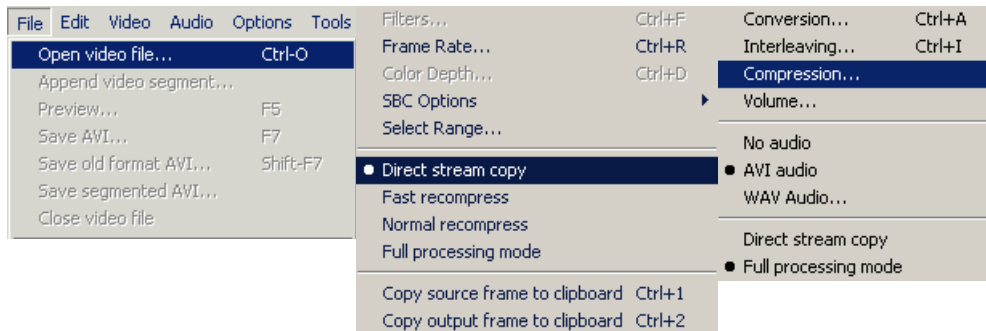 File Edit Video Audio Options Tools
Open video file... Ctrl-O
Append video segment...
Preview... F5
Save AVI... F7
Save old format AVI... Shift-F7
Save segmented AVI...
Close video file
Filters... Ctrl+F
Frame Rate... Ctrl+R
Color Depth... Ctrl+D
SBC Options
Select Range...
Direct stream copy
Fast recompress
Normal recompress
Full processing mode
Copy source frame to clipboard Ctrl+1
Copy output frame to clipboard Ctrl+2
Conversion... Ctrl+A
Interleaving... Ctrl+I
Compression...
Volume...
No audio
AVI audio
WAV Audio...
Direct stream copy
Full processing mode